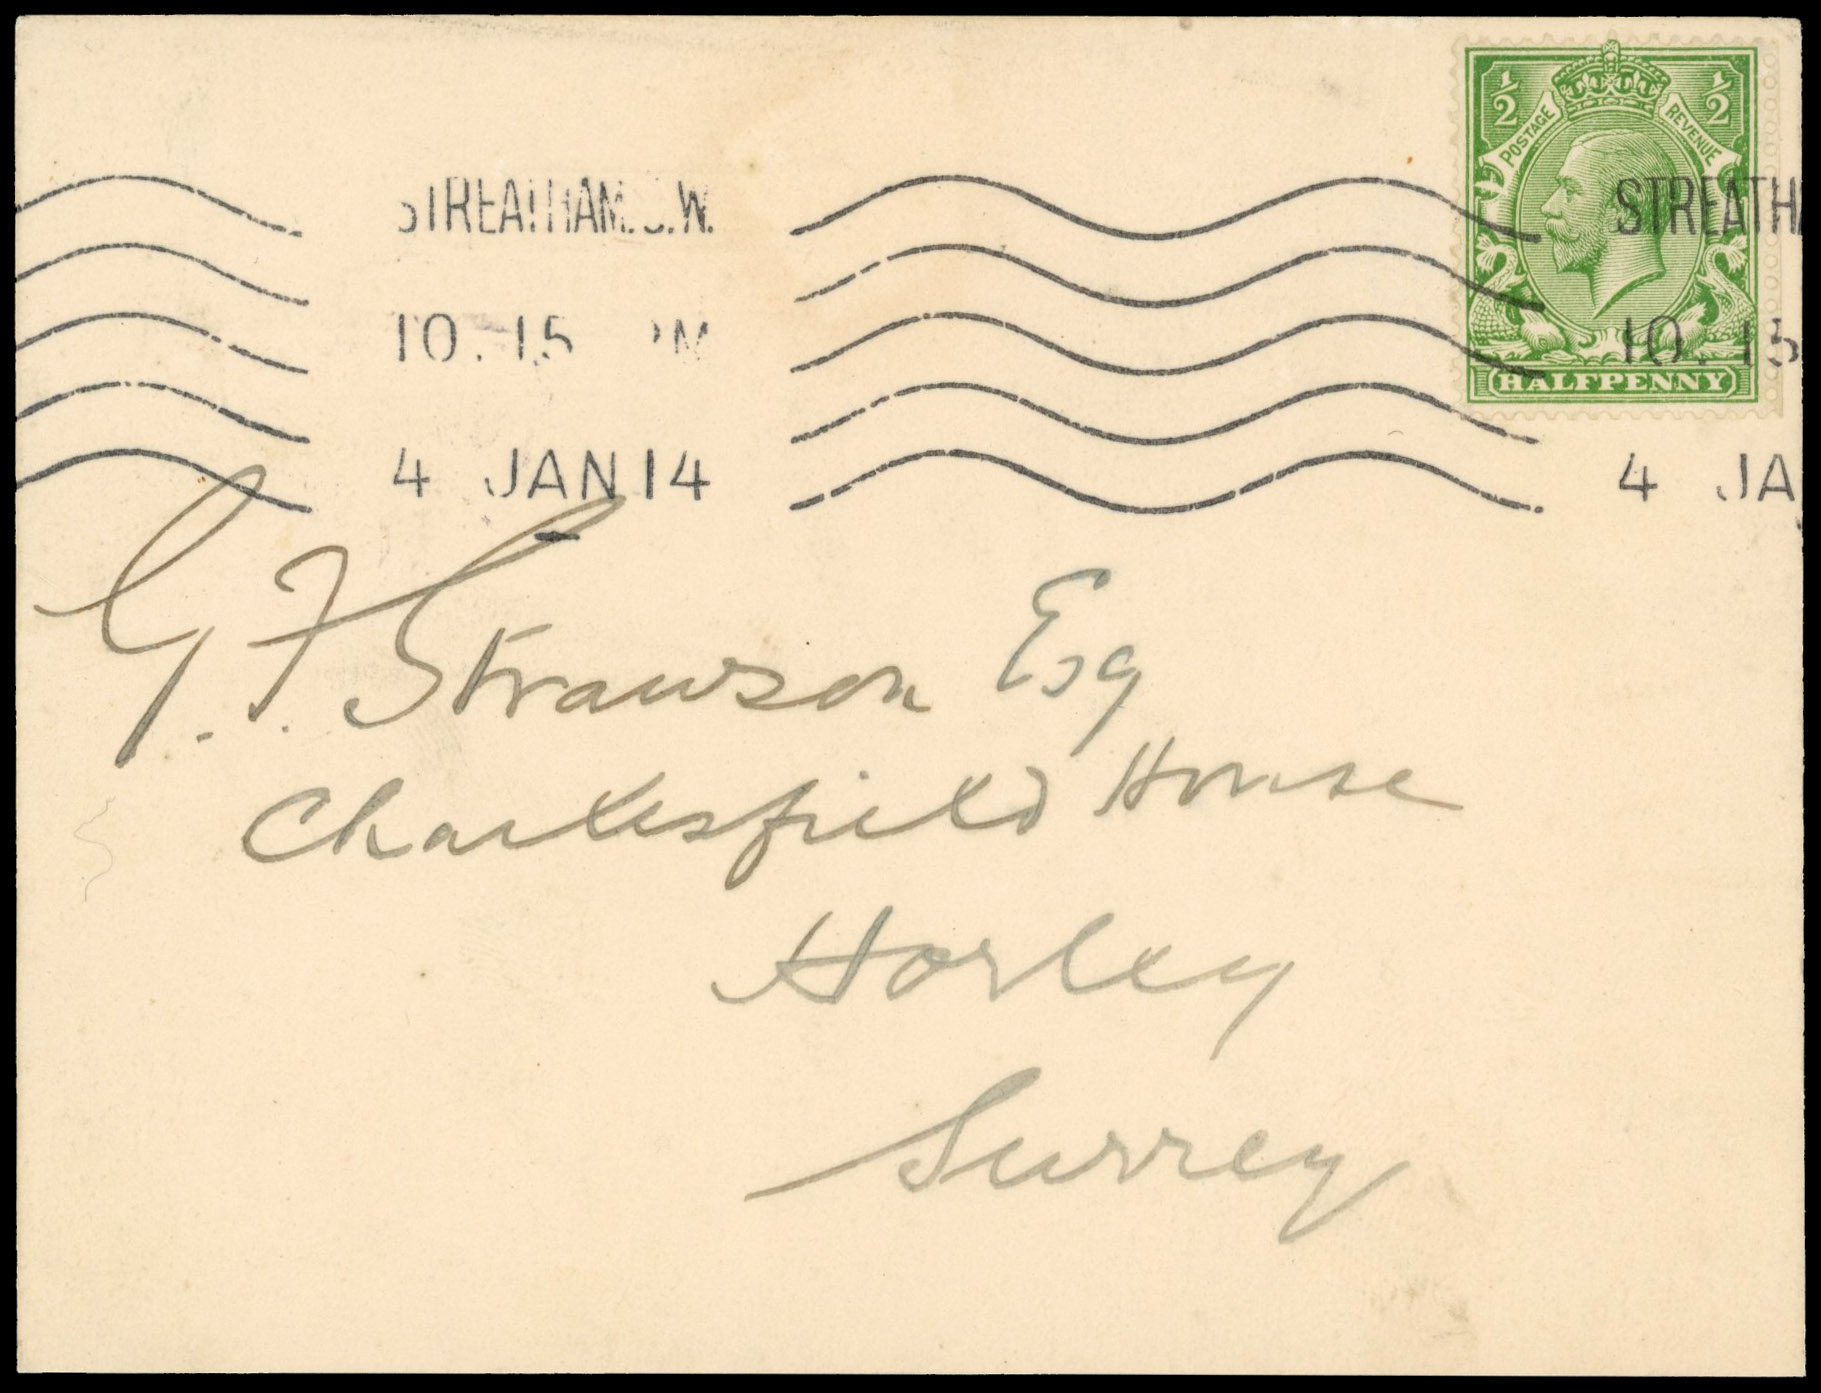 ½ ½
POSTAGE REVENUE
STREATHAM.S.W. STREATHA
10.15 PM 10.15
HALFPENNY
4 JAN 14 4 JA
G. F. Strawson Esq
Charlesfield House
Horley
Surrey